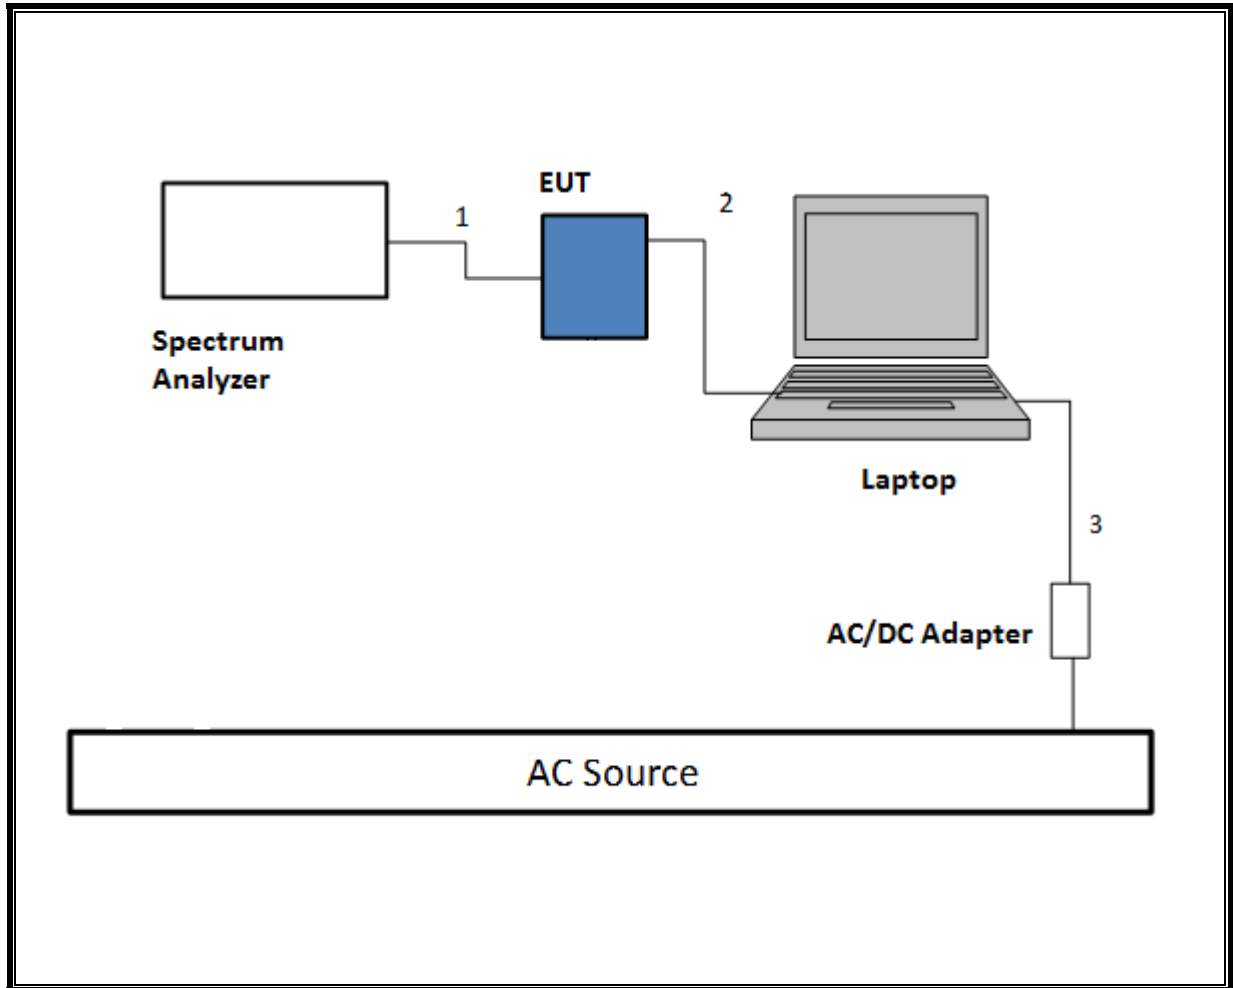 EUT
1
2
Spectrum
Analyzer
Laptop
3
AC/DC Adapter
AC Source